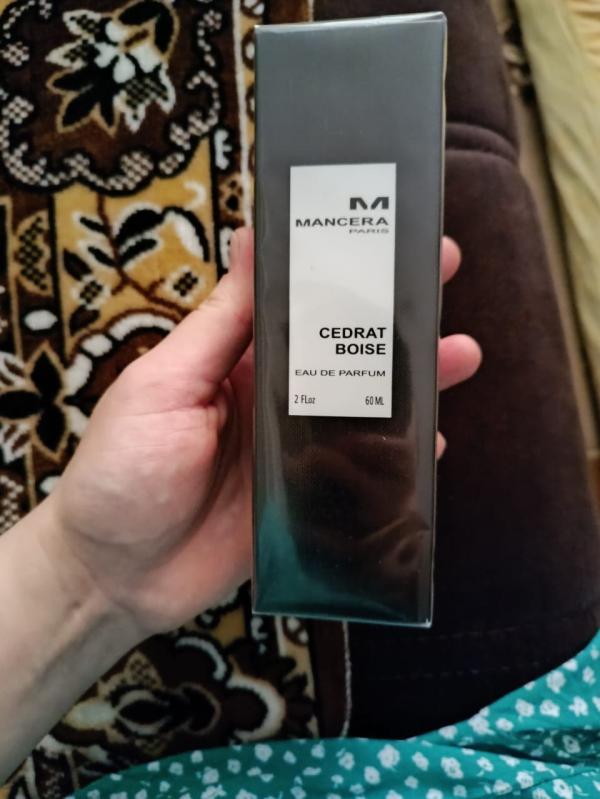 MANCERA
PARIS
CEDRAT
BOISE
EAU DE PARFUM
2 FLoz 60 ML